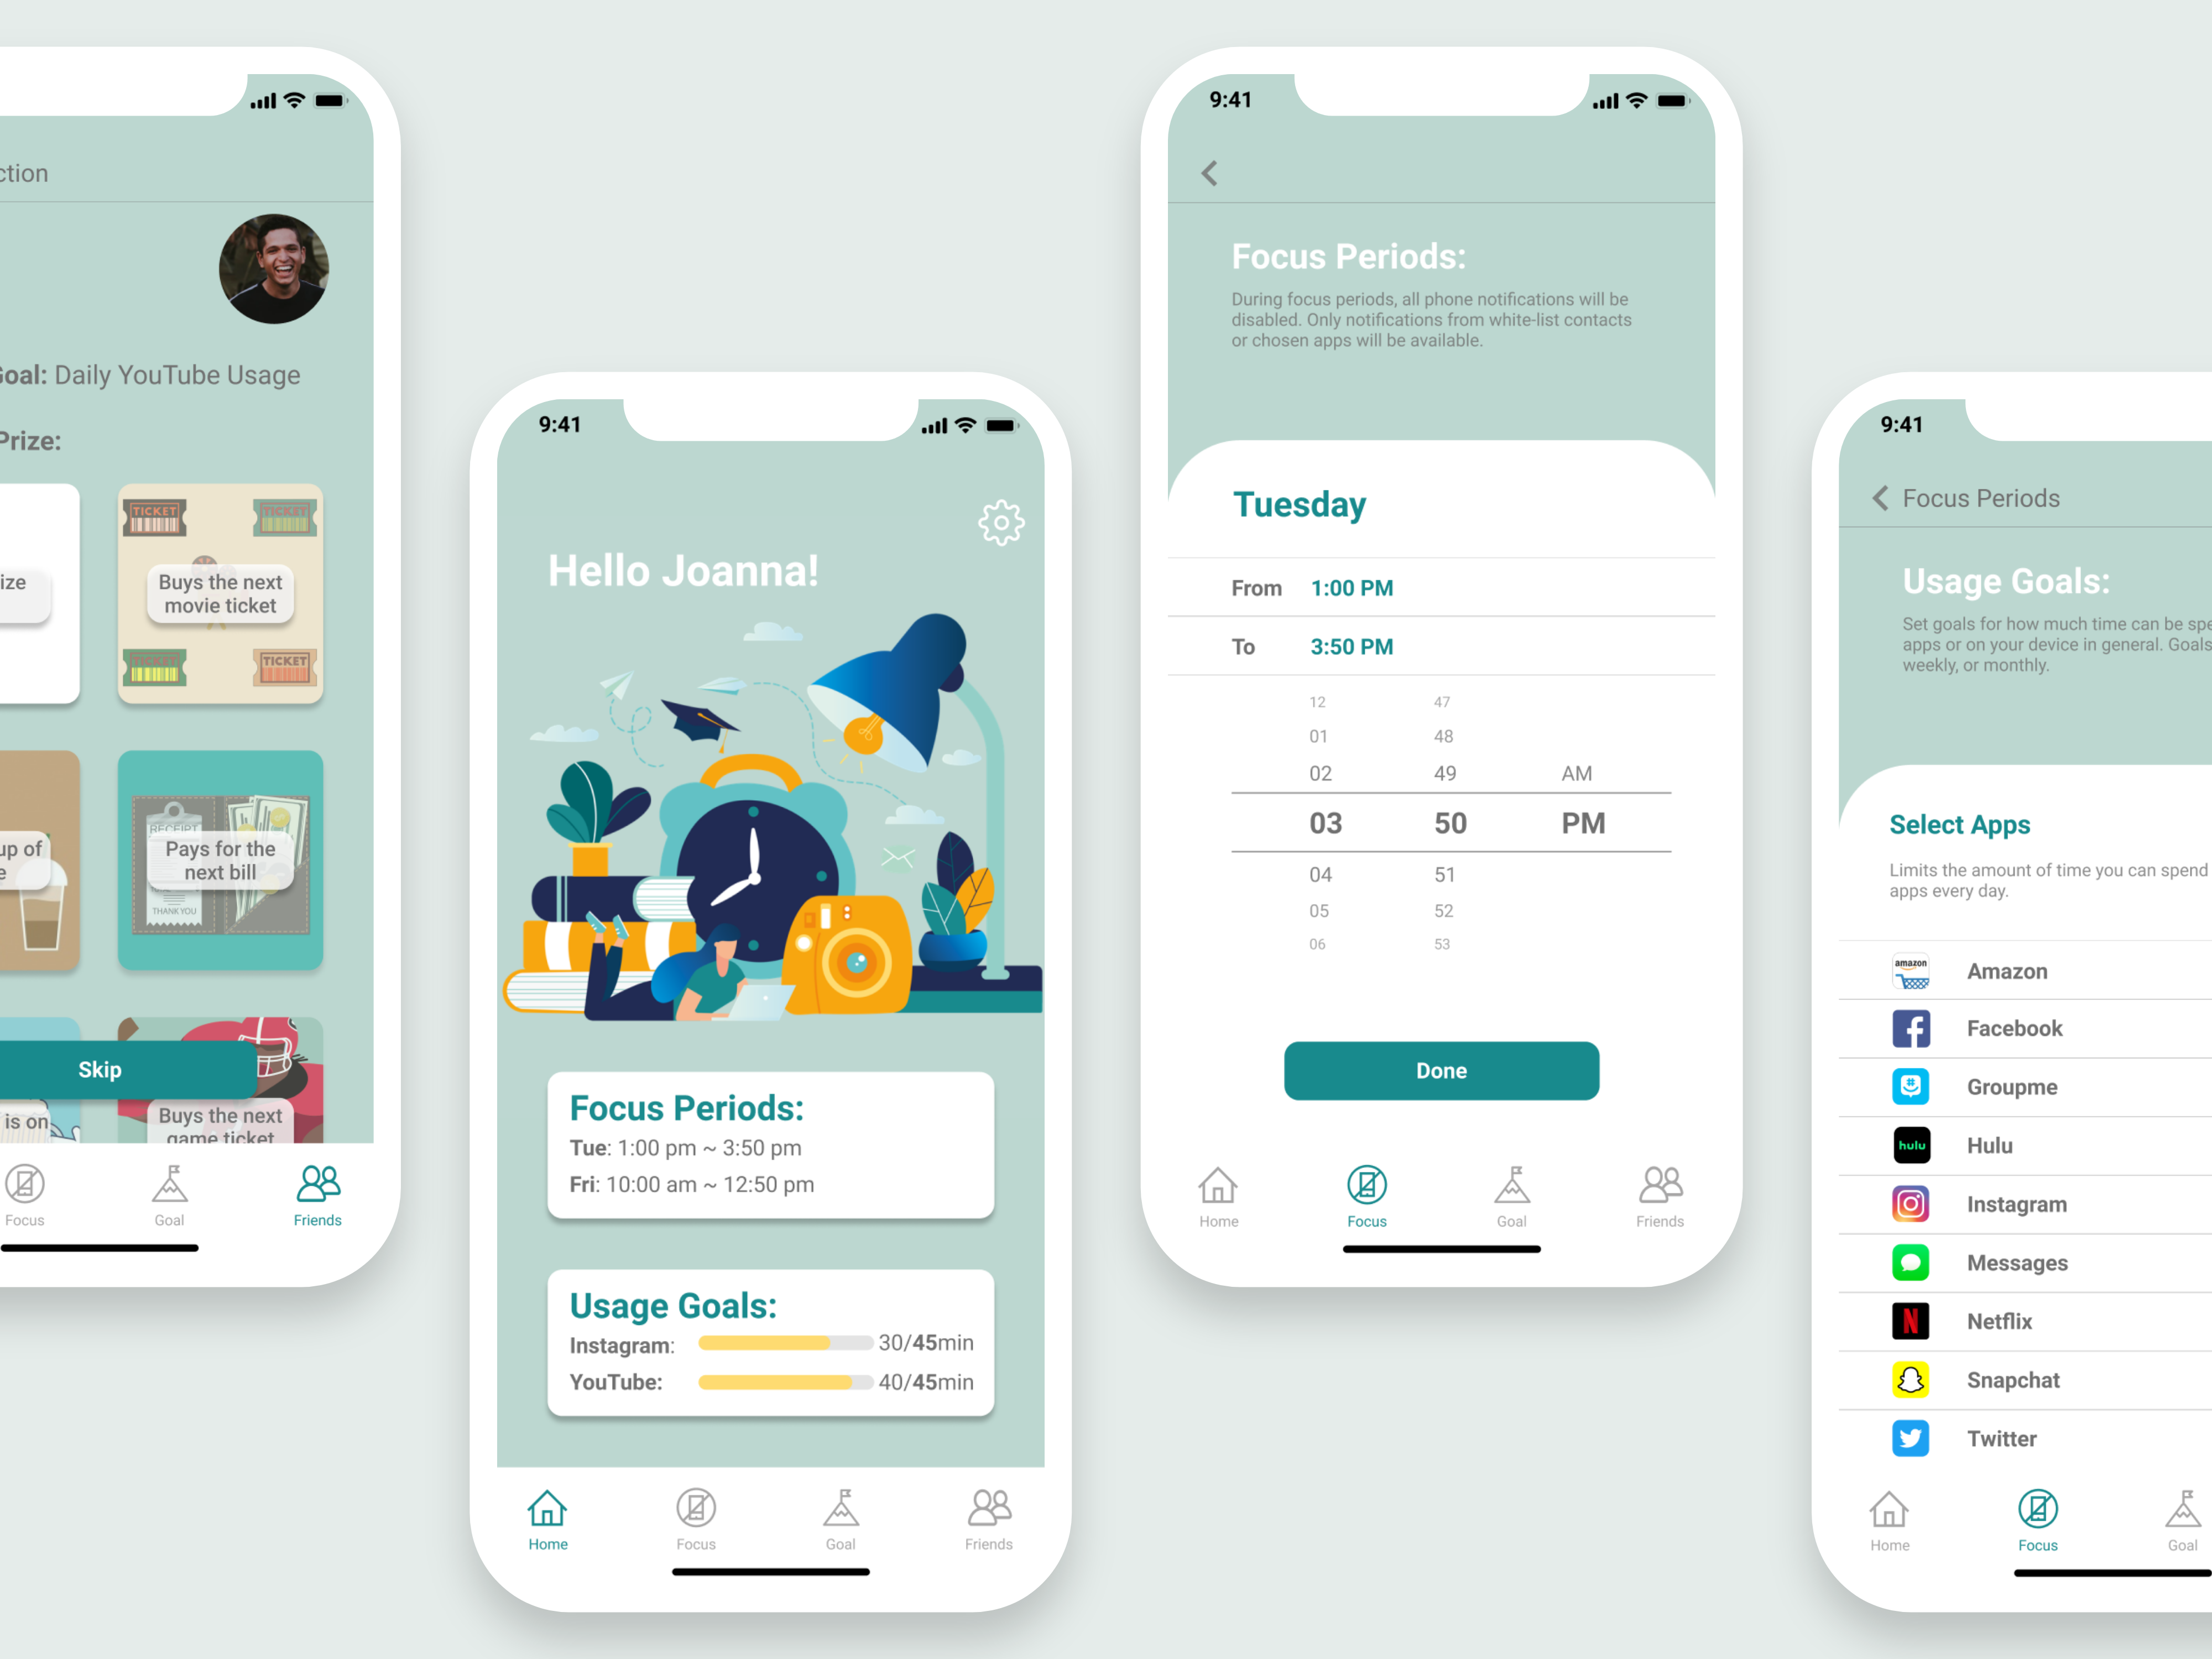 ction
Goal: Daily YouTube Usage
Prize:
ize
TICKET
TICKET
Buys the next
movie ticket
TICKET
TICKET
up of
e
RECEIPT
Pays for the
next bill
THANK YOU
Skip
is on
Buys the next
game ticket
Focus
Goal
Friends
9:41
Hello Joanna!
Focus Periods:
Tue: 1:00 pm ~ 3:50 pm
Fri: 10:00 am ~ 12:50 pm
Usage Goals:
Instagram: 30/45min
YouTube: 40/45min
Home
Focus
Goal
Friends
9:41
Focus Periods:
During focus periods, all phone notifications will be
disabled. Only notifications from white-list contacts
or chosen apps will be available.
Tuesday
From 1:00 PM
To 3:50 PM
12 47
01 48
02 49 AM
03 50 PM
04 51
05 52
06 53
Done
Home
Focus
Goal
Friends
9:41
Focus Periods
Usage Goals:
Set goals for how much time can be spe
apps or on your device in general. Goals
weekly, or monthly.
Select Apps
Limits the amount of time you can spend
apps every day.
amazon
Amazon
Facebook
Groupme
hulu
Hulu
Instagram
Messages
N
Netflix
Snapchat
Twitter
Home
Focus
Goal